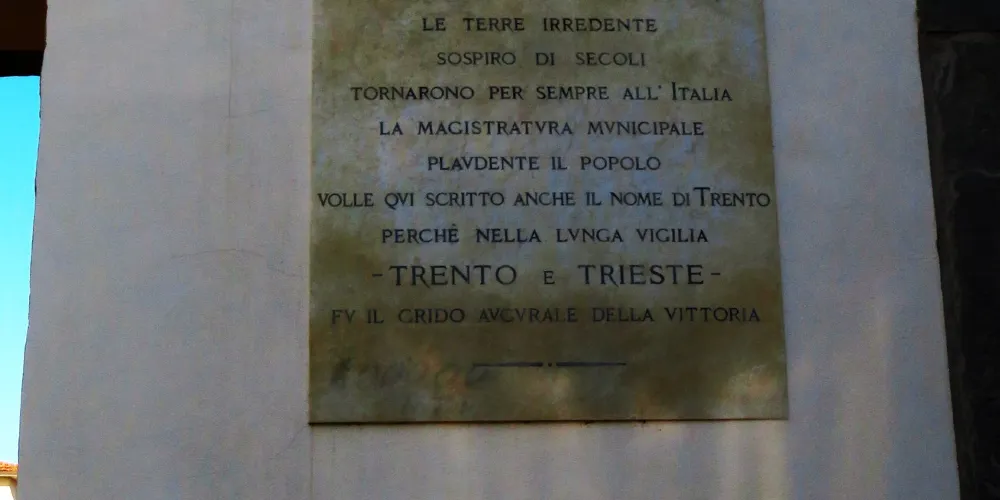 LE TERRE IRREDENTE
SOSPIRO DI SECOLI
TORNARONO PER SEMPRE ALL' ITALIA
LA MAGISTRATVRA MVNICIPALE
PLAVDENTE IL POPOLO
VOLLE QVI SCRITTO ANCHE IL NOME DI TRENTO
PERCHÉ NELLA LVNGA VIGILIA
-TRENTO E TRIESTE-
FV IL GRIDO AVGVRALE DELLA VITTORIA